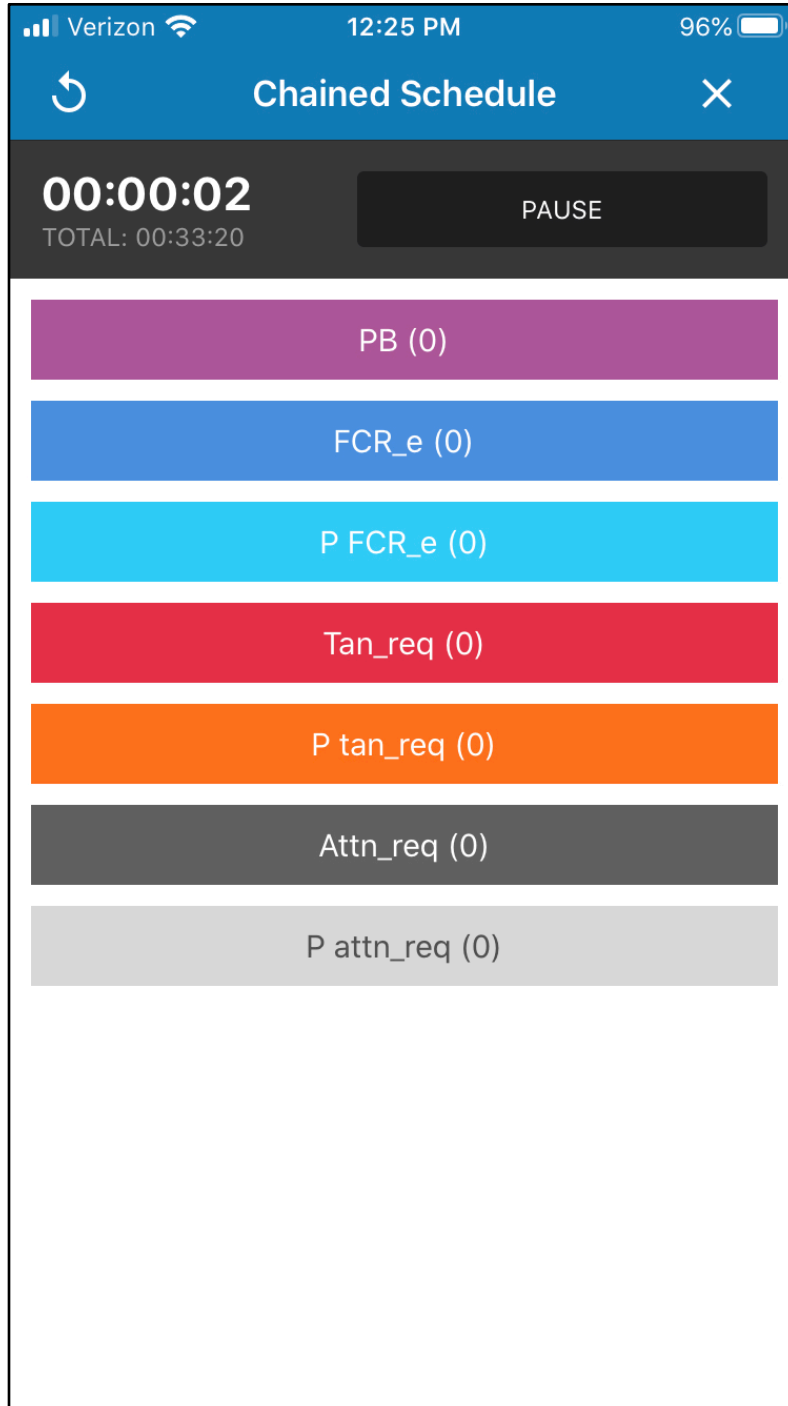 Verizon 12:25 PM 96%
Chained Schedule
00:00:02
PAUSE
TOTAL: 00:33:20
PB (0)
FCR_e (0)
P FCR_e (0)
Tan_req (0)
P tan_req (0)
Attn_req (0)
P attn_req (0)